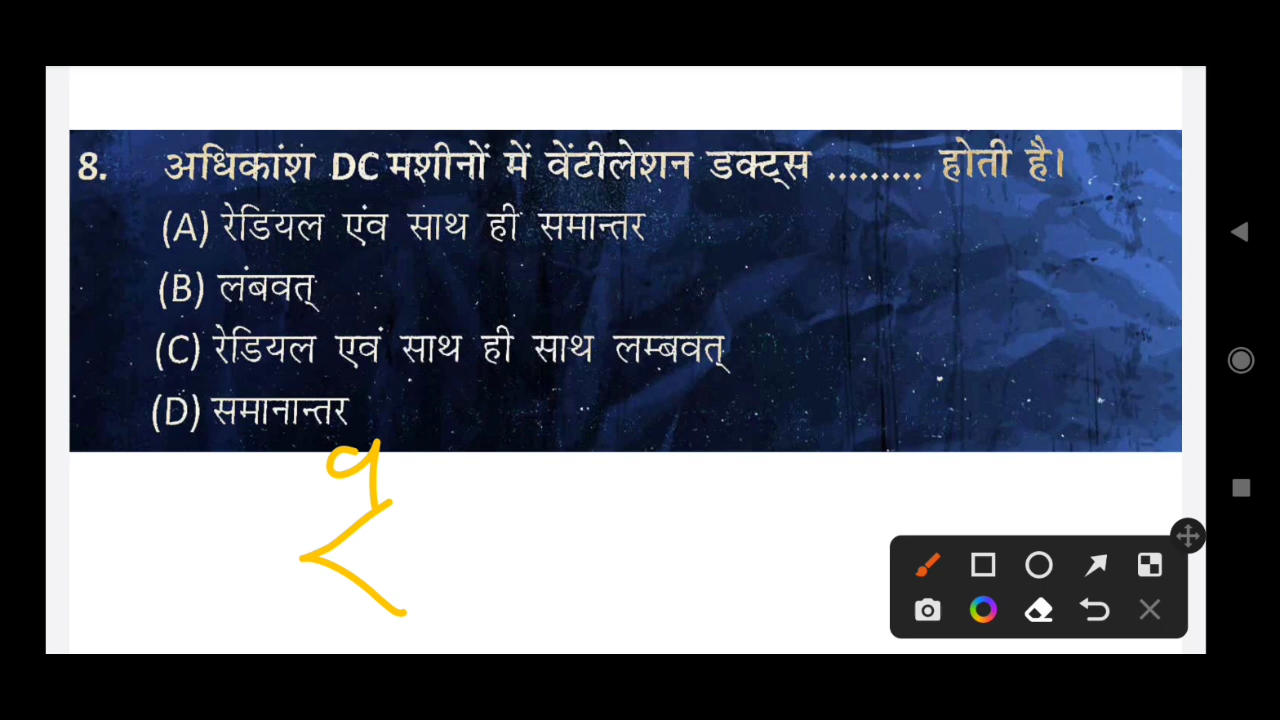 8. अधिकांश DC मशीनों में वेंटीलेशन डक्ट्स ......... होती है।
(A) रेडियल एंव साथ ही समान्तर
(B) लंबवत्
(C) रेडियल एवं साथ ही साथ लम्बवत्
(D) समानान्तर